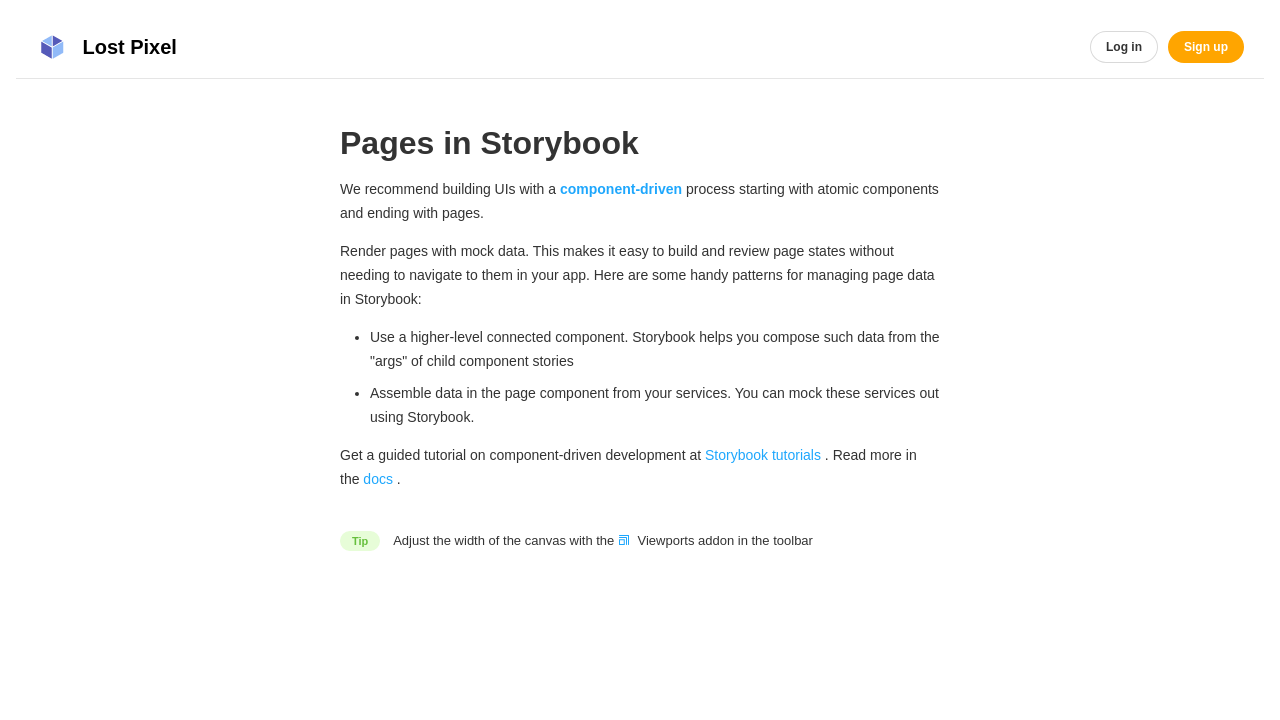 Lost Pixel
Log in
Sign up
Pages in Storybook
We recommend building UIs with a component-driven process starting with atomic components
and ending with pages.
Render pages with mock data. This makes it easy to build and review page states without
needing to navigate to them in your app. Here are some handy patterns for managing page data
in Storybook:
• Use a higher-level connected component. Storybook helps you compose such data from the
"args" of child component stories
• Assemble data in the page component from your services. You can mock these services out
using Storybook.
Get a guided tutorial on component-driven development at Storybook tutorials . Read more in
the docs .
Tip Adjust the width of the canvas with the Viewports addon in the toolbar